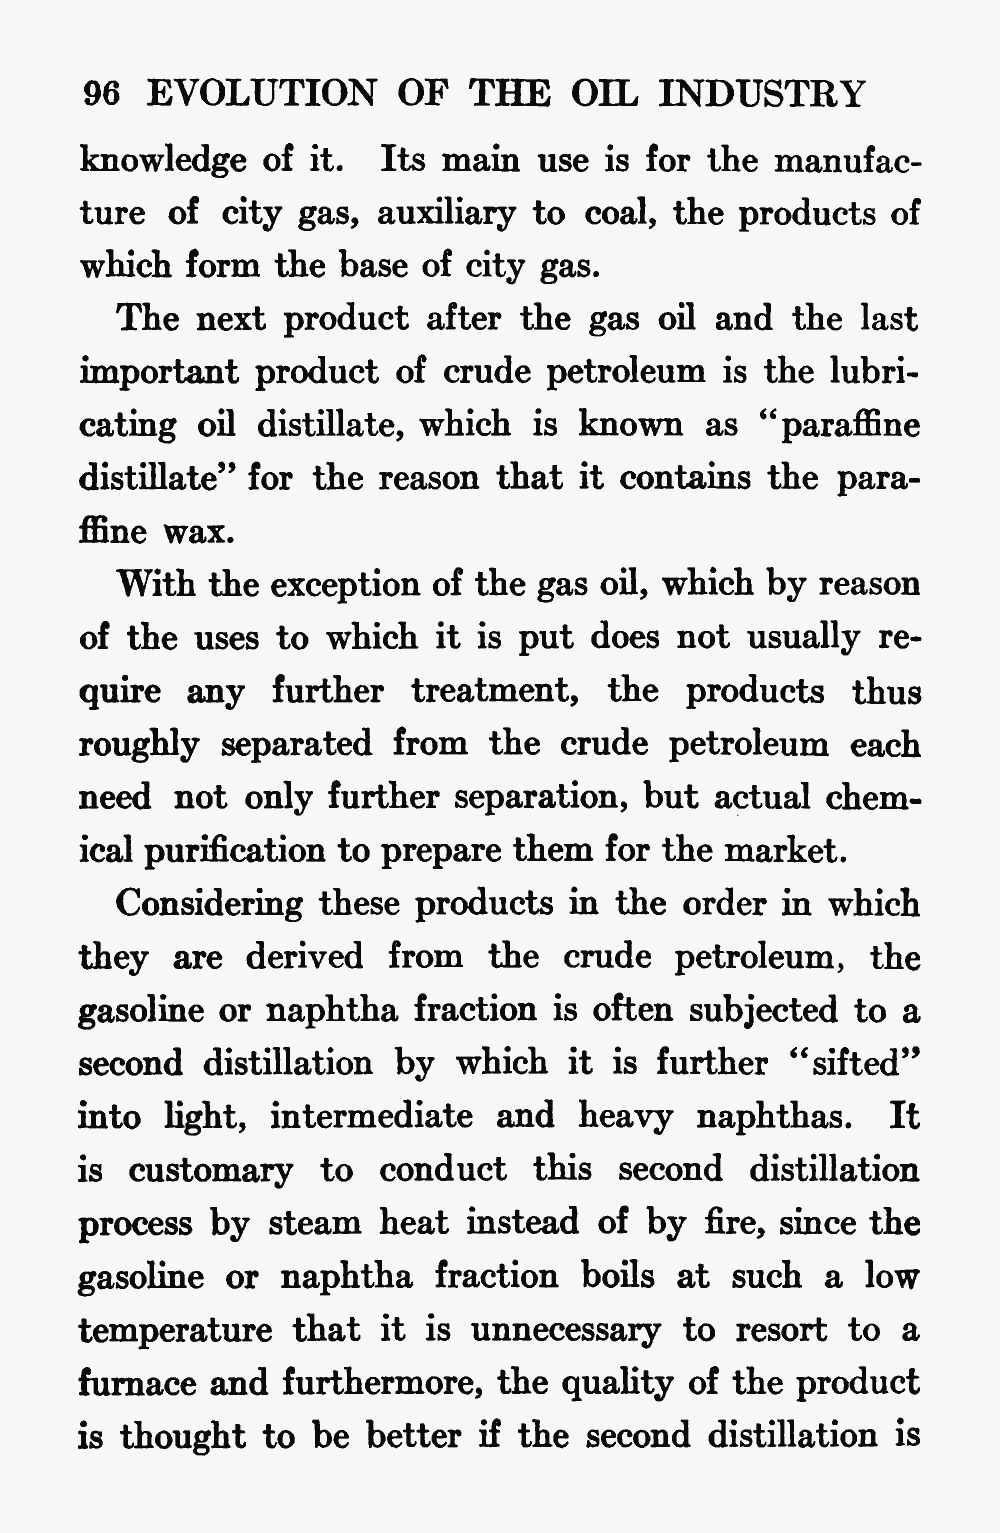 96 EVOLUTION OF THE OIL INDUSTRY
knowledge of it. Its main use is for the manufac-
ture of city gas, auxiliary to coal, the products of
which form the base of city gas.
The next product after the gas oil and the last
important product of crude petroleum is the lubri-
cating oil distillate, which is known as “paraffine
distillate” for the reason that it contains the para-
ffine wax.
With the exception of the gas oil, which by reason
of the uses to which it is put does not usually re-
quire any further treatment, the products thus
roughly separated from the crude petroleum each
need not only further separation, but actual chem-
ical purification to prepare them for the market.
Considering these products in the order in which
they are derived from the crude petroleum, the
gasoline or naphtha fraction is often subjected to a
second distillation by which it is further “sifted”
into light, intermediate and heavy naphthas. It
is customary to conduct this second distillation
process by steam heat instead of by fire, since the
gasoline or naphtha fraction boils at such a low
temperature that it is unnecessary to resort to a
furnace and furthermore, the quality of the product
is thought to be better if the second distillation is